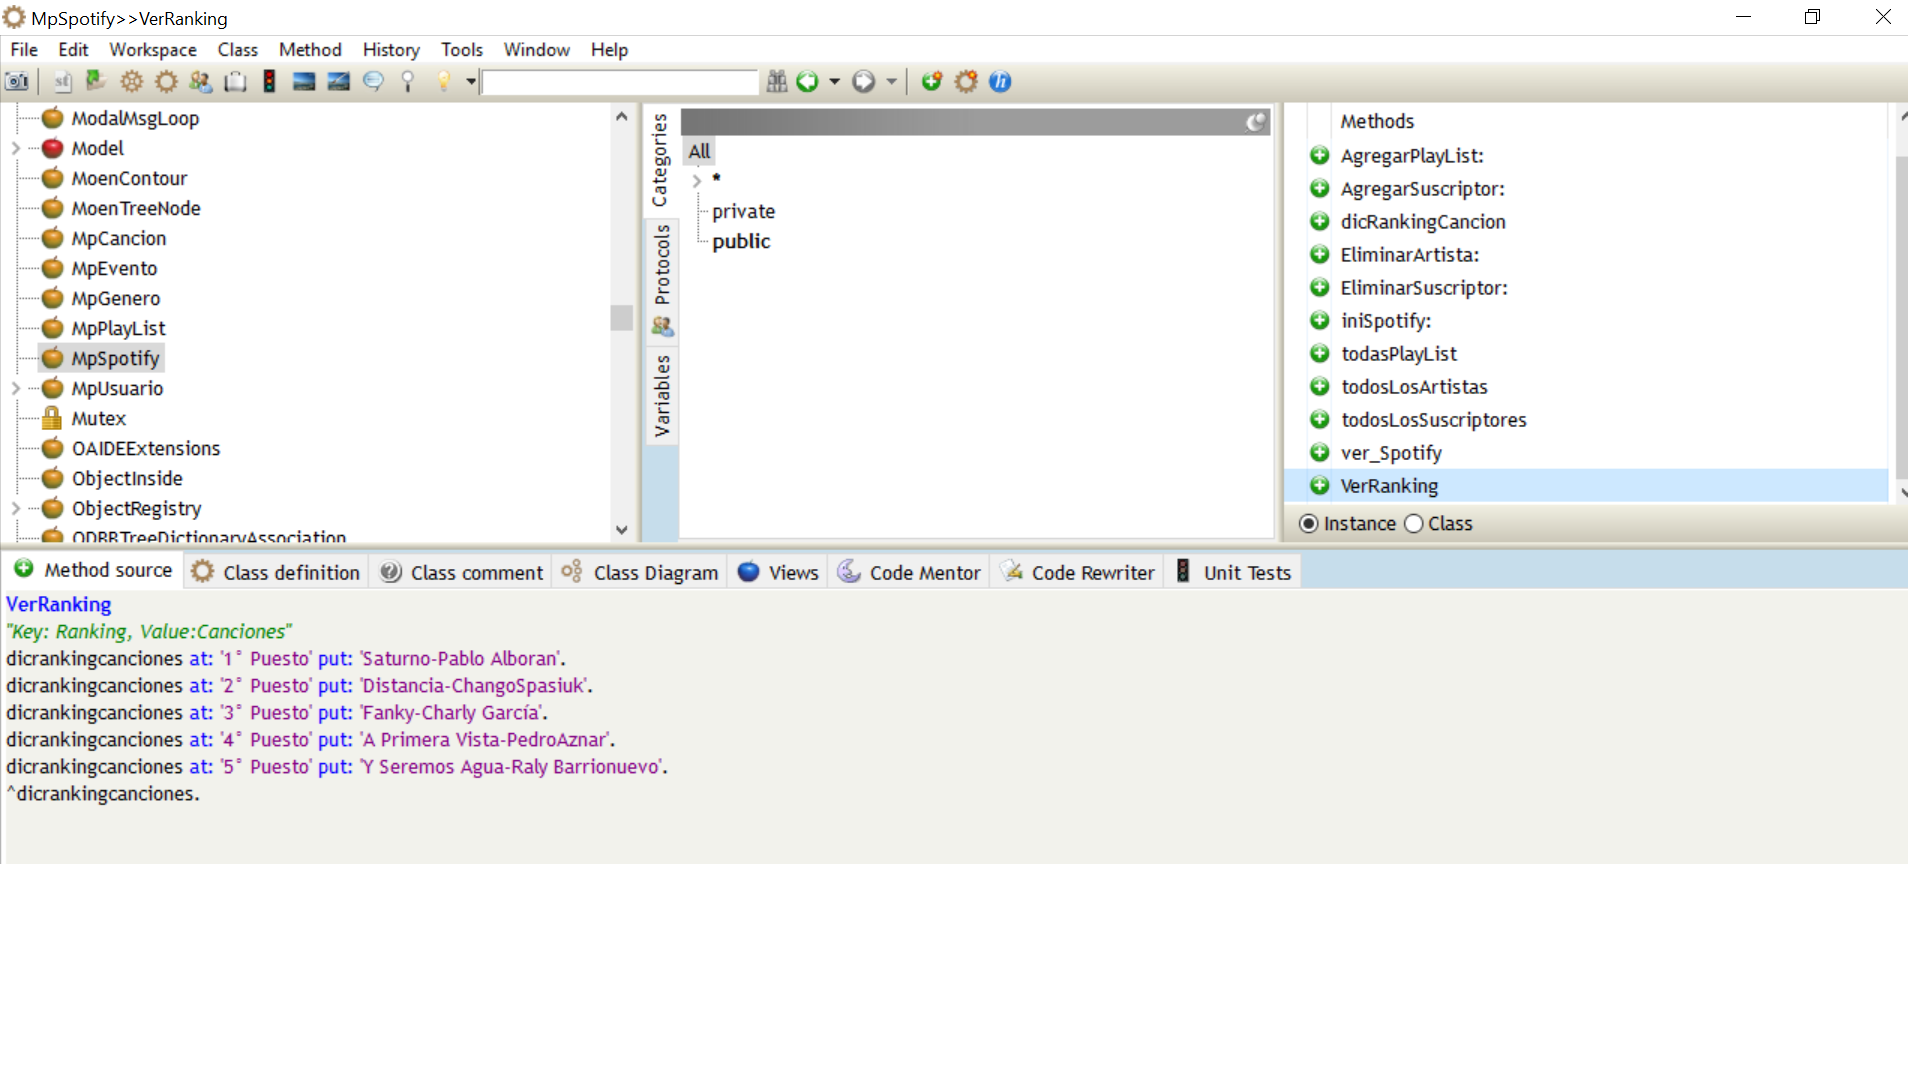 MpSpotify>>VerRanking
File Edit Workspace Class Method History Tools Window Help
st
ModalMsgLoop
Model
MoenContour
MoenTreeNode
MpCancion
MpEvento
MpGenero
MpPlayList
MpSpotify
MpUsuario
Mutex
OAIDEExtensions
ObjectInside
ObjectRegistry
ODBBTreeDictionaryAssociation
Categories
Protocols
Variables
All
*
private
public
Methods
AgregarPlayList:
AgregarSuscriptor:
dicRankingCancion
EliminarArtista:
EliminarSuscriptor:
iniSpotify:
todasPlayList
todosLosArtistas
todosLosSuscriptores
ver_Spotify
VerRanking
Instance Class
Method source Class definition Class comment Class Diagram Views Code Mentor Code Rewriter Unit Tests
VerRanking
"Key: Ranking, Value:Canciones"
dicrankingcanciones at: '1° Puesto' put: 'Saturno-Pablo Alboran'.
dicrankingcanciones at: '2° Puesto' put: 'Distancia-ChangoSpasiuk'.
dicrankingcanciones at: '3° Puesto' put: 'Fanky-Charly García'.
dicrankingcanciones at: '4° Puesto' put: 'A Primera Vista-PedroAznar'.
dicrankingcanciones at: '5° Puesto' put: 'Y Seremos Agua-Raly Barrionuevo'.
^dicrankingcanciones.